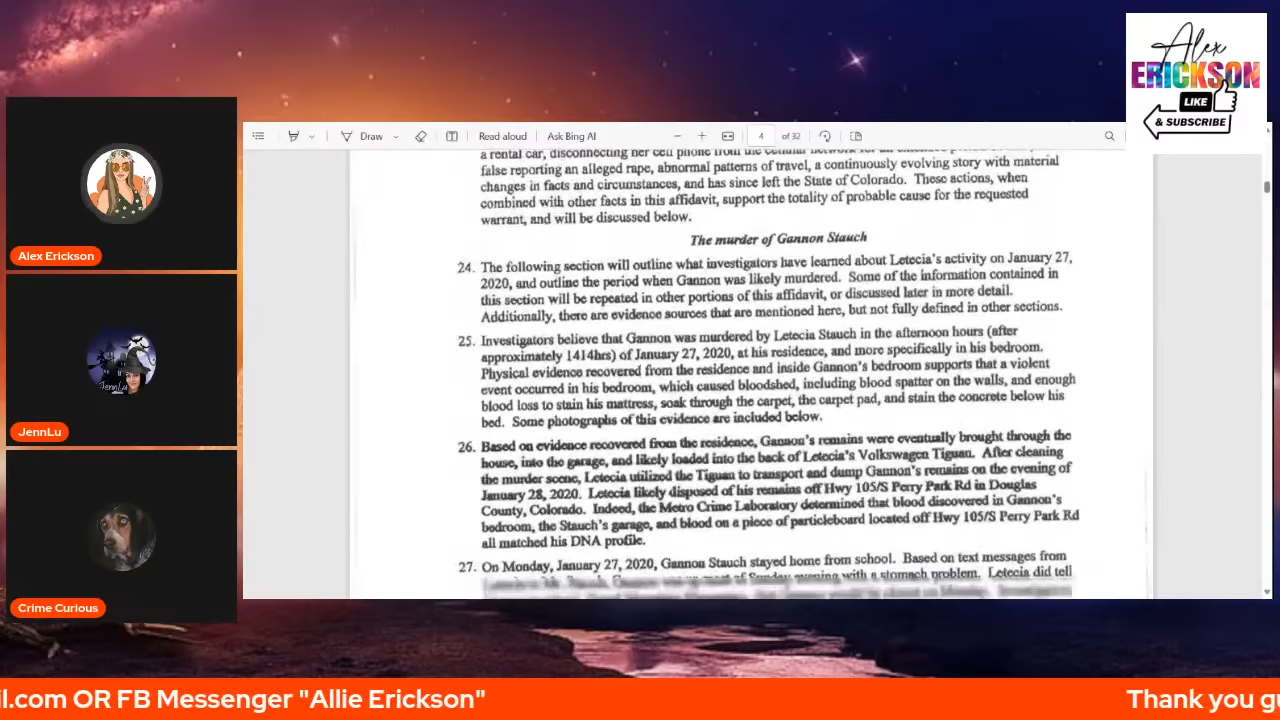 Alex
ERICKSON
LIKE
& SUBSCRIBE
Draw
Read aloud
Ask Bing AI
4
of 32
a rental car, disconnecting her cell phone from the cellular network for an extended period
false reporting an alleged rape, abnormal patterns of travel, a continuously evolving story with material
changes in facts and circumstances, and has since left the State of Colorado. These actions, when
combined with other facts in this affidavit, support the totality of probable cause for the requested
warrant, and will be discussed below.
The murder of Gannon Stauch
24. The following section will outline what investigators have learned about Letecia's activity on January 27,
2020, and outline the period when Gannon was likely murdered. Some of the information contained in
this section will be repeated in other portions of this affidavit, or discussed later in more detail.
Additionally, there are evidence sources that are mentioned here, but not fully defined in other sections.
25. Investigators believe that Gannon was murdered by Letecia Stauch in the afternoon hours (after
approximately 1414hrs) of January 27, 2020, at his residence, and more specifically in his bedroom.
Physical evidence recovered from the residence and inside Gannon's bedroom supports that a violent
event occurred in his bedroom, which caused bloodshed, including blood spatter on the walls, and enough
blood loss to stain his mattress, soak through the carpet, the carpet pad, and stain the concrete below his
bed. Some photographs of this evidence are included below.
26. Based on evidence recovered from the residence, Gannon's remains were eventually brought through the
house, into the garage, and likely loaded into the back of Letecia's Volkswagen Tiguan. After cleaning
the murder scene, Letecia utilized the Tiguan to transport and dump Gannon's remains on the evening of
January 28, 2020. Letecia likely disposed of his remains off Hwy 105/S Perry Park Rd in Douglas
County, Colorado. Indeed, the Metro Crime Laboratory determined that blood discovered in Gannon's
bedroom, the Stauch's garage, and blood on a piece of particleboard located off Hwy 105/S Perry Park Rd
all matched his DNA profile.
27. On Monday, January 27, 2020, Gannon Stauch stayed home from school. Based on text messages from
of Sunday evening with a stomach problem. Letecia did tell
Alex Erickson
JennLu
JennLu
Crime Curious
il.com OR FB Messenger "Allie Erickson"
Thank you gu